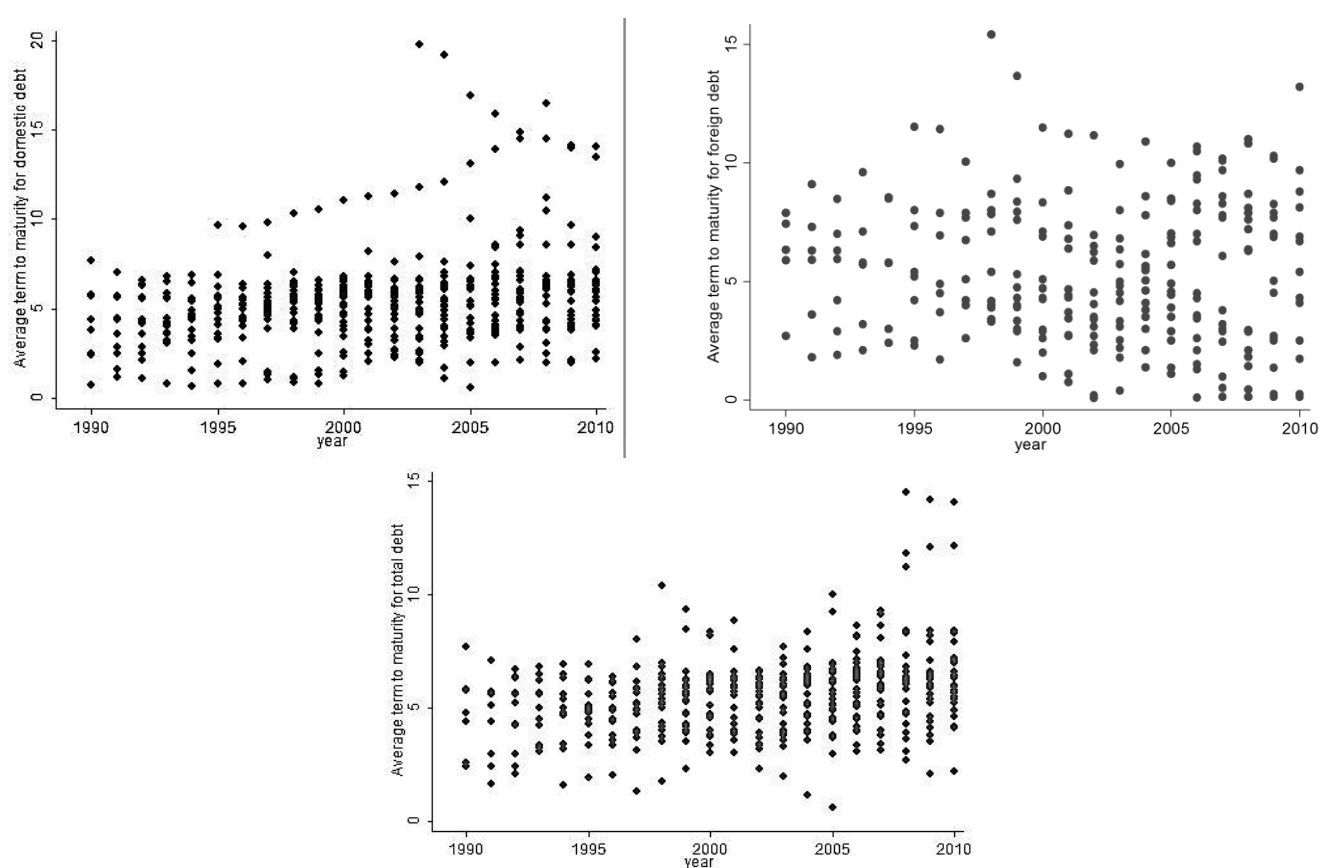 Average term to maturity for domestic debt
20
15
10
5
0
1990 1995 2000 2005 2010
year
Average term to maturity for foreign debt
15
10
5
0
1990 1995 2000 2005 2010
year
Average term to maturity for total debt
15
10
5
0
1990 1995 2000 2005 2010
year